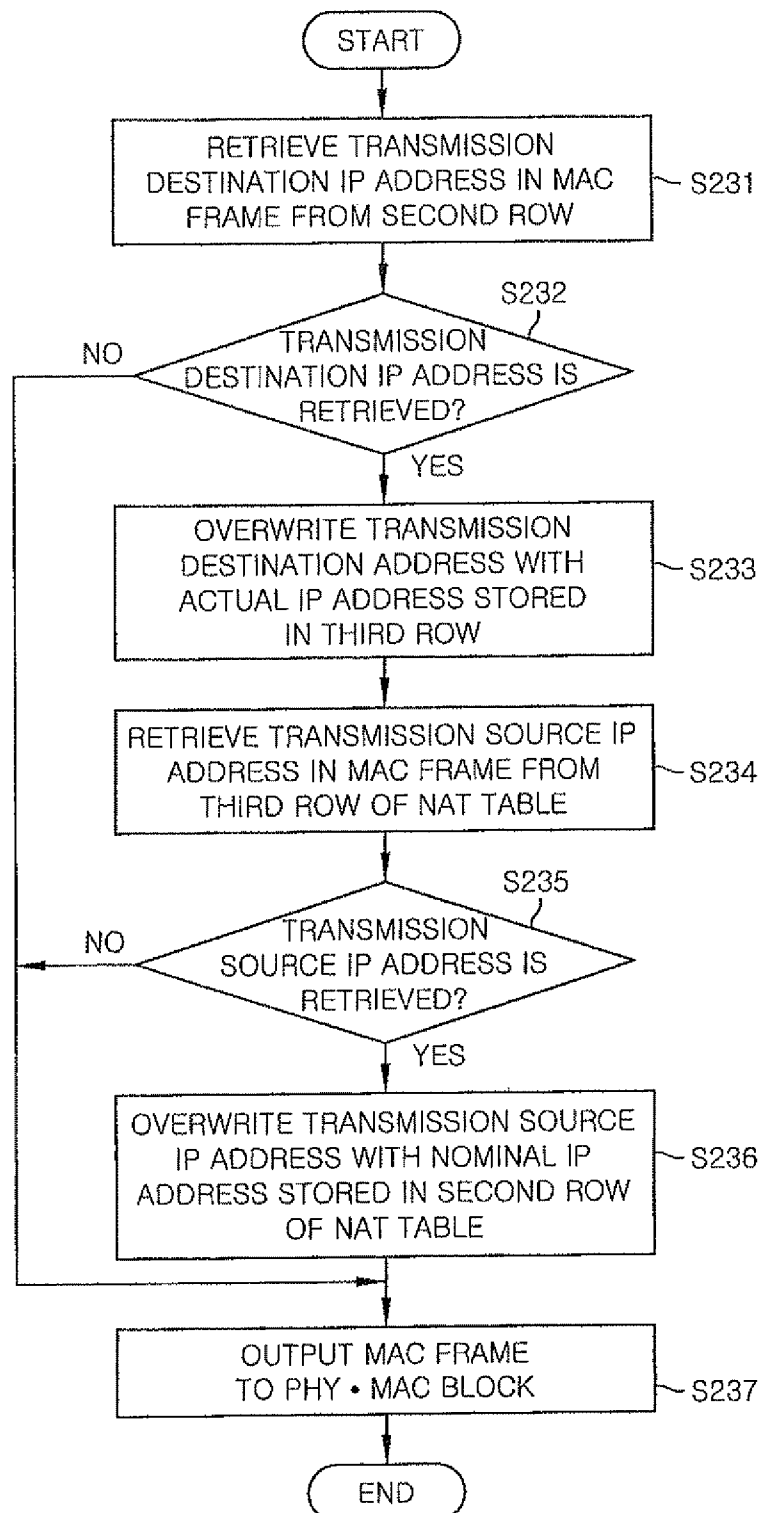 START
RETRIEVE TRANSMISSION
DESTINATION IP ADDRESS IN MAC
FRAME FROM SECOND ROW
S231
S232
TRANSMISSION
DESTINATION IP ADDRESS IS
RETRIEVED?
NO
YES
OVERWRITE TRANSMISSION
DESTINATION ADDRESS WITH
ACTUAL IP ADDRESS STORED
IN THIRD ROW
S233
RETRIEVE TRANSMISSION SOURCE IP
ADDRESS IN MAC FRAME FROM
THIRD ROW OF NAT TABLE
S234
S235
TRANSMISSION
SOURCE IP ADDRESS IS
RETRIEVED?
NO
YES
OVERWRITE TRANSMISSION SOURCE
IP ADDRESS WITH NOMINAL IP
ADDRESS STORED IN SECOND ROW
OF NAT TABLE
S236
OUTPUT MAC FRAME
TO PHY • MAC BLOCK
S237
END